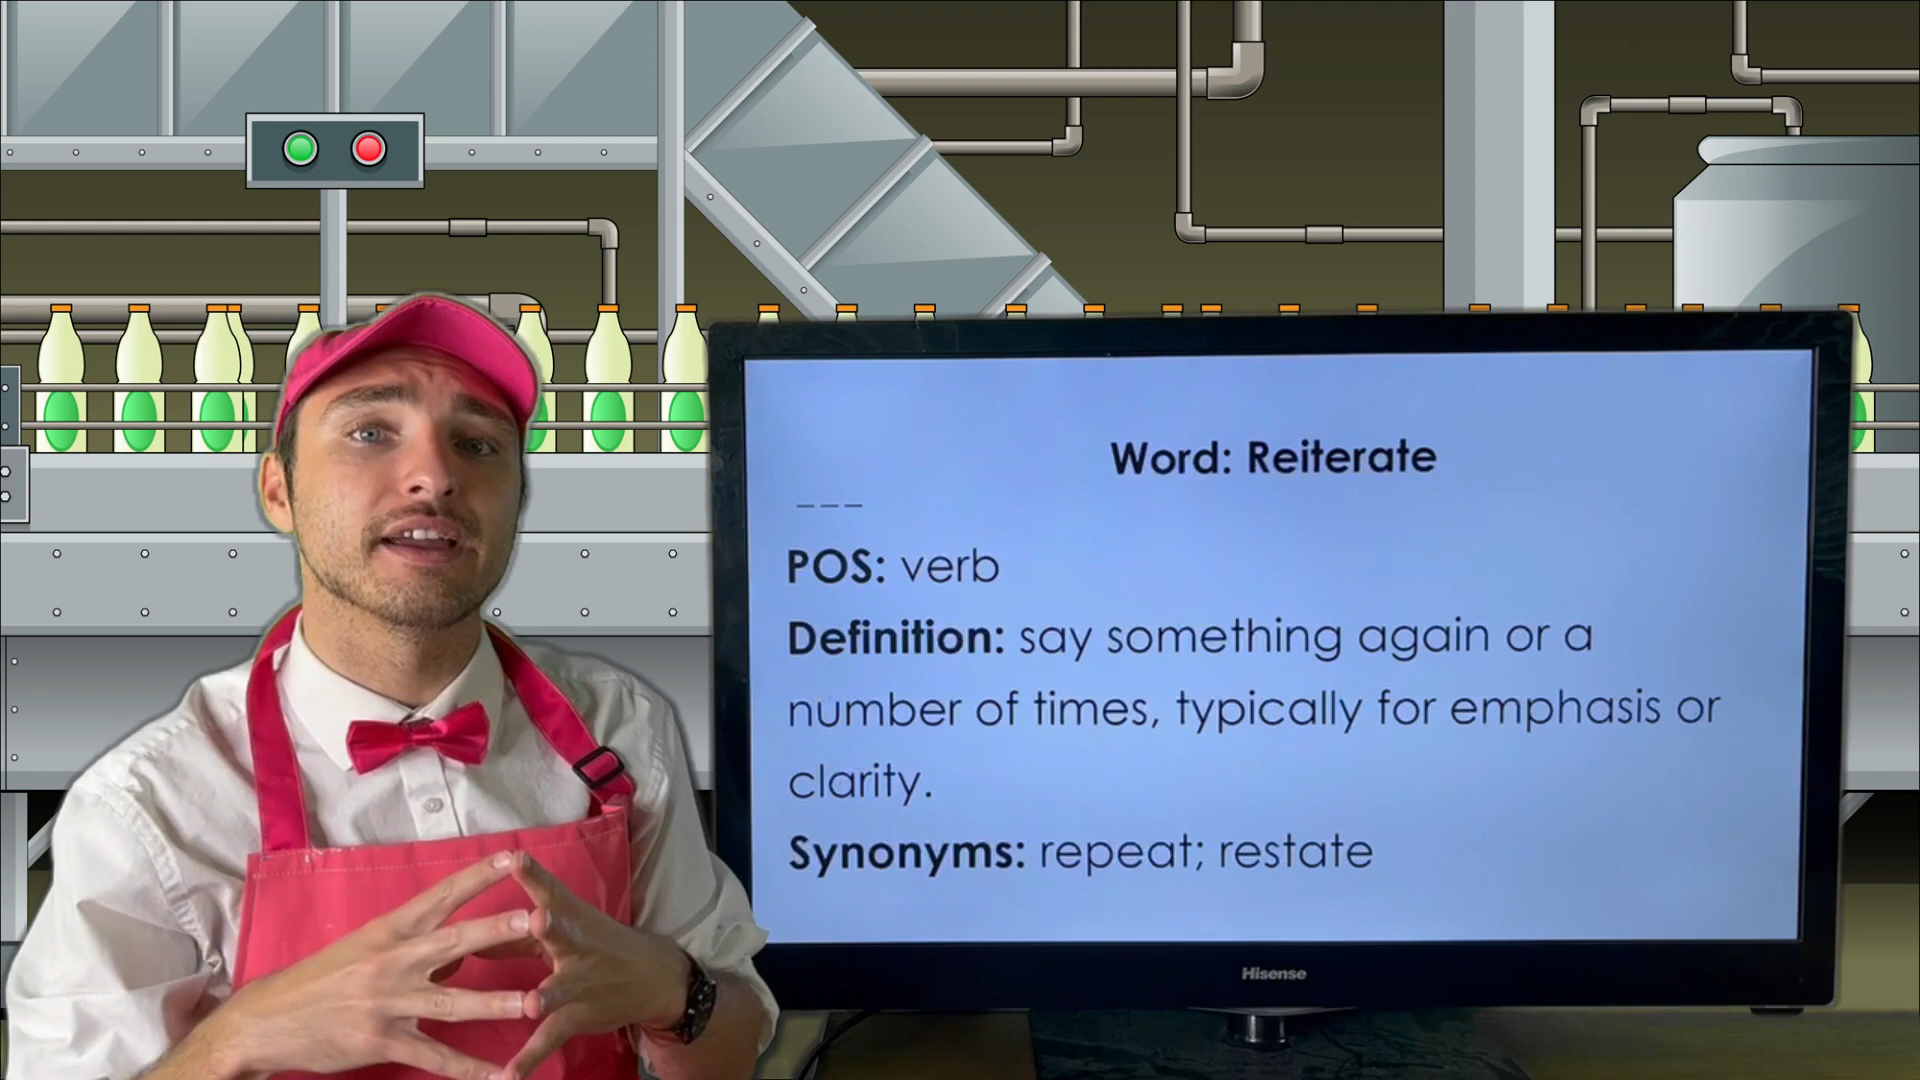 Word: Reiterate
___
POS: verb
Definition: say something again or a
number of times, typically for emphasis or
clarity.
Synonyms: repeat; restate
Hisense